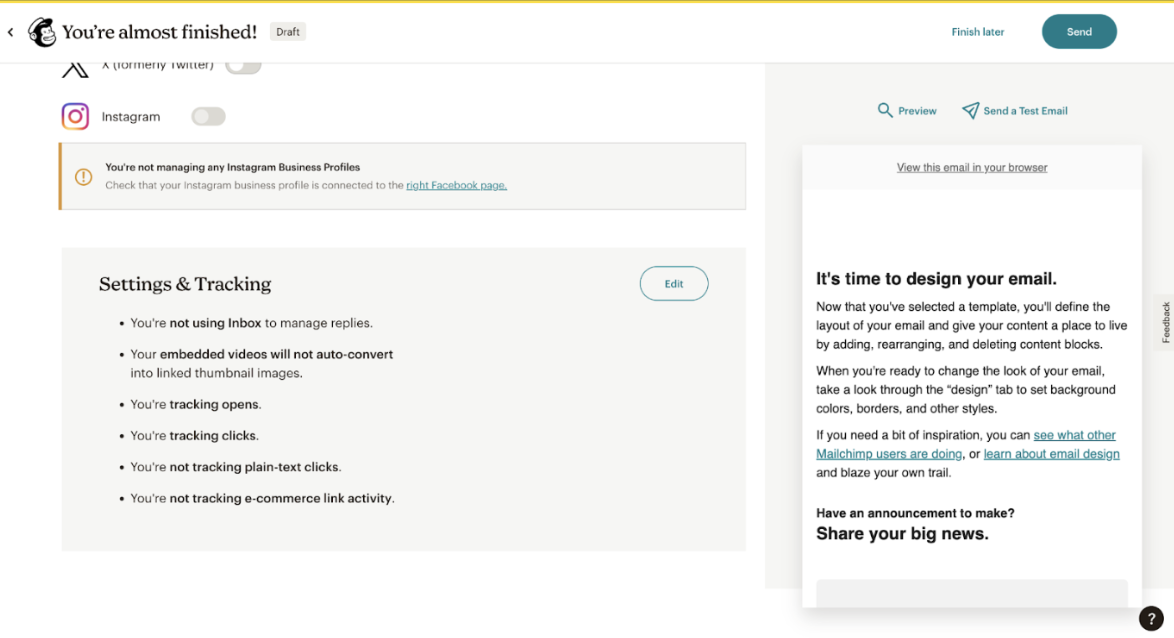 You're almost finished!
Draft
Finish later
Send
X (formerly Twitter)
Instagram
You're not managing any Instagram Business Profiles
Check that your Instagram business profile is connected to the right Facebook page.
Settings & Tracking
Edit
• You're not using Inbox to manage replies.
• Your embedded videos will not auto-convert
into linked thumbnail images.
• You're tracking opens.
• You're tracking clicks.
• You're not tracking plain-text clicks.
• You're not tracking e-commerce link activity.
Preview
Send a Test Email
View this email in your browser
It's time to design your email.
Now that you've selected a template, you'll define the
layout of your email and give your content a place to live
by adding, rearranging, and deleting content blocks.
When you're ready to change the look of your email,
take a look through the “design” tab to set background
colors, borders, and other styles.
If you need a bit of inspiration, you can see what other
Mailchimp users are doing, or learn about email design
and blaze your own trail.
Have an announcement to make?
Share your big news.
Feedback
?